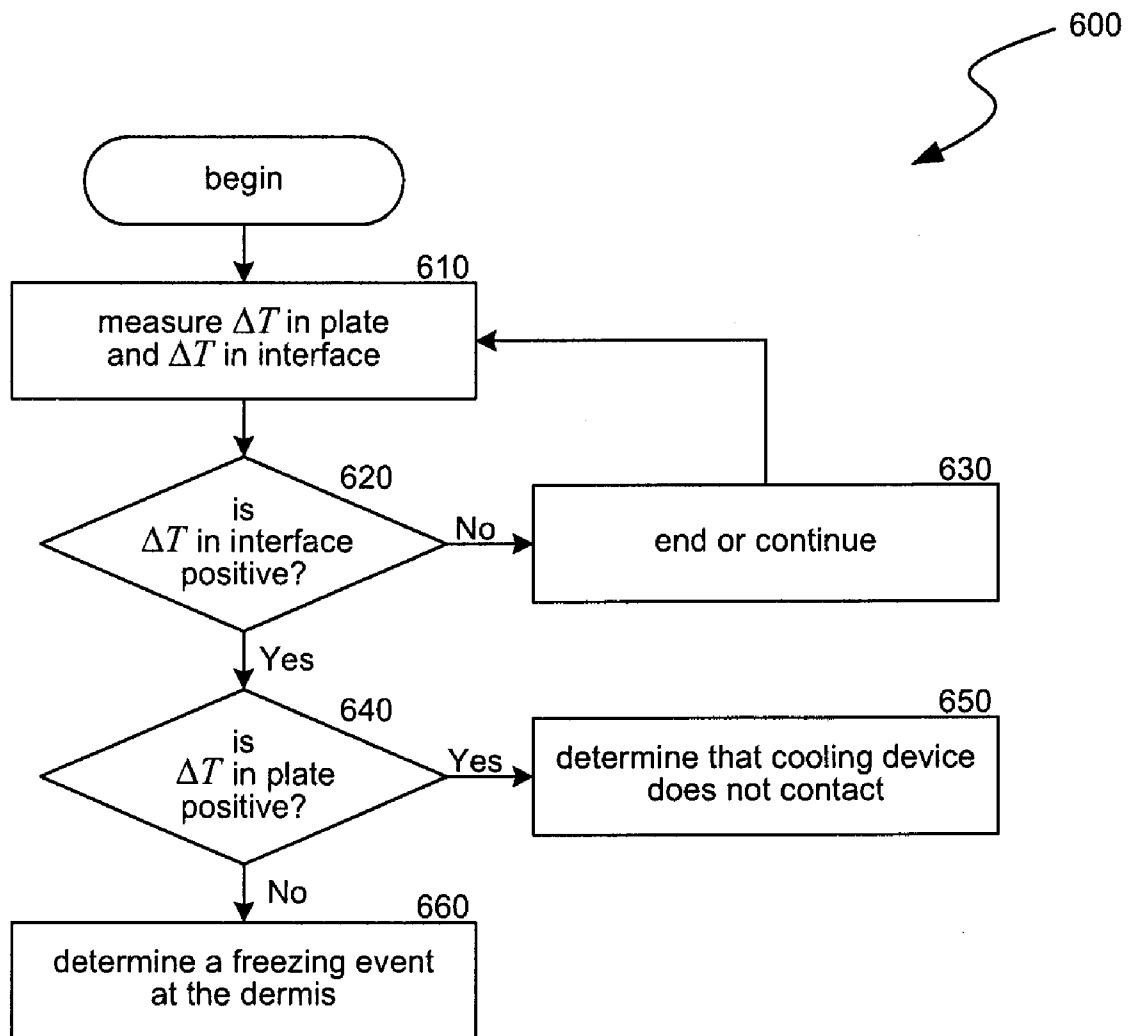 600
begin
610
measure ΔT in plate
and ΔT in interface
620
is
ΔT in interface
positive?
No
630
end or continue
Yes
640
is
ΔT in plate
positive?
Yes
650
determine that cooling device
does not contact
No
660
determine a freezing event
at the dermis